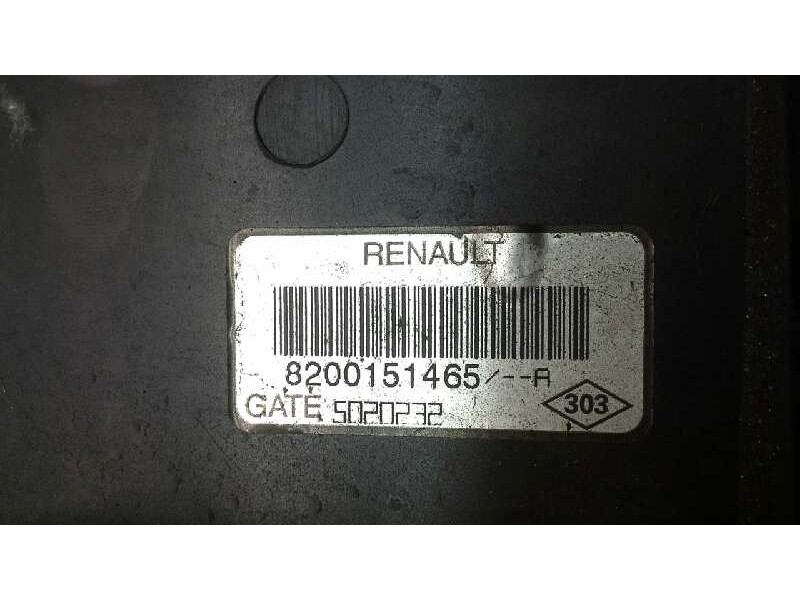 RENAULT
8200151465/--A
GATE 5020232
303